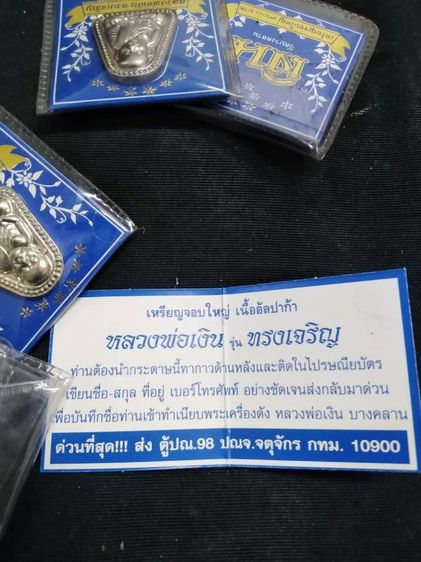 เหรียญจอบใหญ่ เนื้ออัลปาก้า
หลวงพ่อเงิน รุ่น ทรงเจริญ
ท่านต้องนำกระดาษนี้ทากาวด้านหลังและติดในไปรษณียบัตร
เขียนชื่อ-สกุล ที่อยู่ เบอร์โทรศัพท์ อย่างชัดเจนส่งกลับมาด่วน
เพื่อบันทึกชื่อท่านเข้าทำเนียบพระเครื่องดัง หลวงพ่อเงิน บางคลาน
ด่วนที่สุด!!! ส่ง ตู้ปณ.98 ปณจ.จตุจักร กทม. 10900